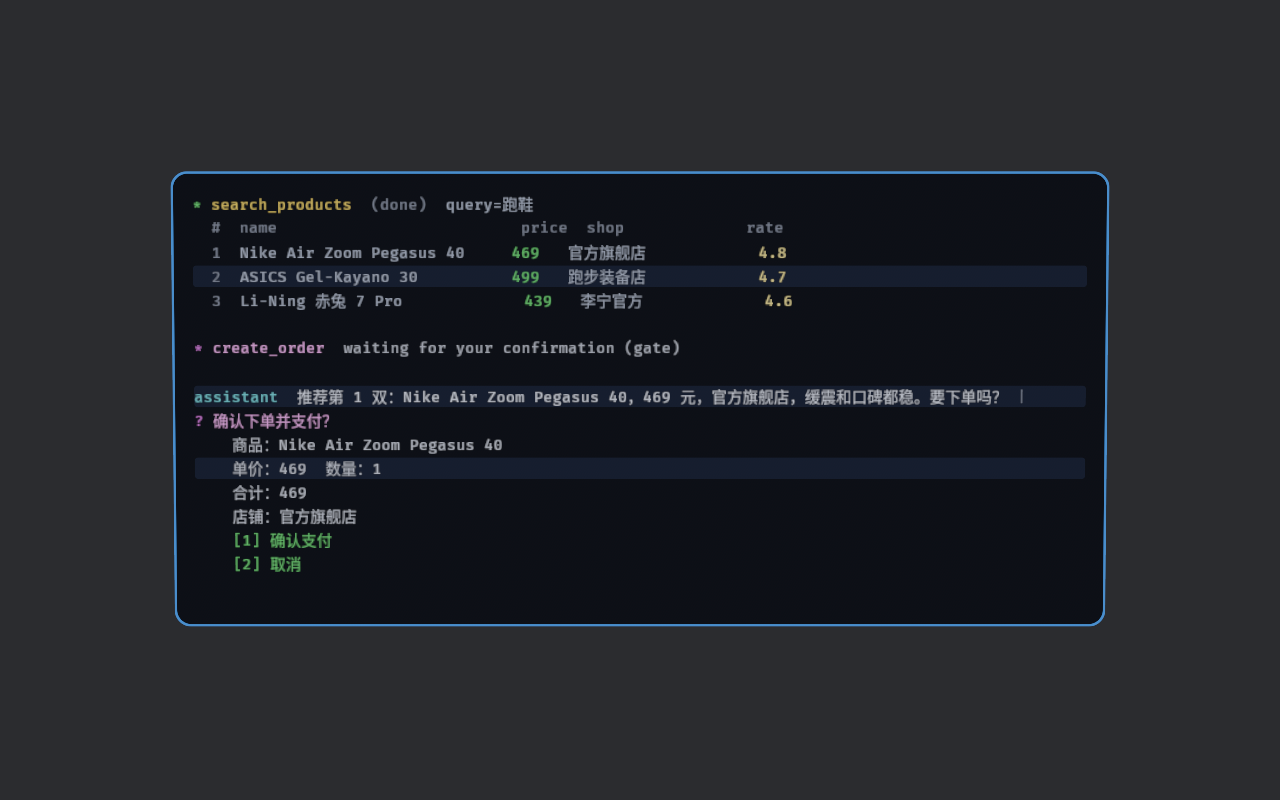 * search_products (done) query=跑鞋
# name price shop rate
1 Nike Air Zoom Pegasus 40 469 官方旗舰店 4.8
2 ASICS Gel-Kayano 30 499 跑步装备店 4.7
3 Li-Ning 赤兔 7 Pro 439 李宁官方 4.6
* create_order waiting for your confirmation (gate)
assistant 推荐第 1 双: Nike Air Zoom Pegasus 40, 469 元, 官方旗舰店, 缓震和口碑都稳。要下单吗?
? 确认下单并支付?
商品: Nike Air Zoom Pegasus 40
单价: 469 数量: 1
合计: 469
店铺: 官方旗舰店
[1] 确认支付
[2] 取消